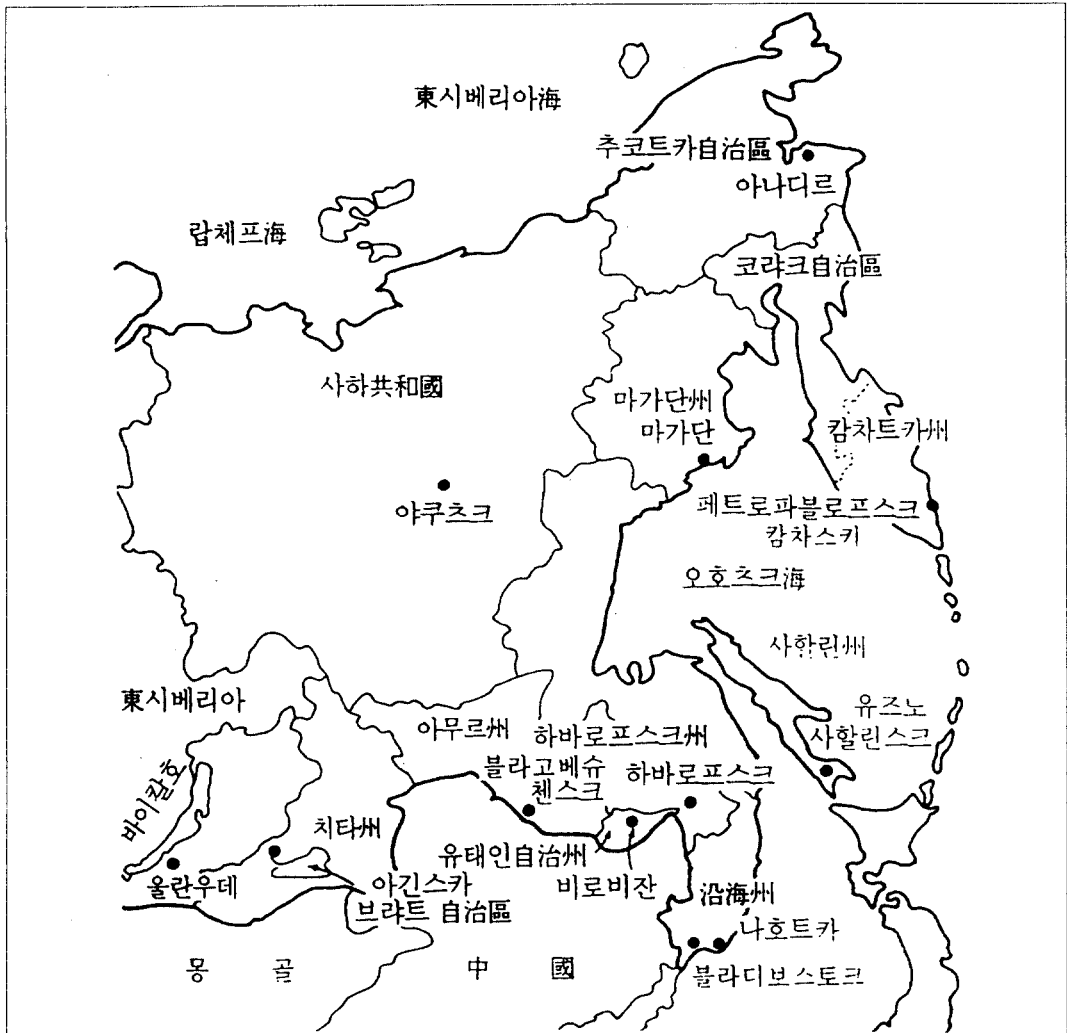 東시베리아海
추코트카自治區
아나디르
랍체프海
코랴크自治區
사하共和國
마가단州
마가단
캄차트카州
야쿠츠크
페트로파블로프스크
캄차스키
오호츠크海
사할린州
東시베리아
유즈노
사할린스크
아무르州
하바로프스크州
블라고베슈
첸스크
하바로프스크
바이칼호
치타州
유태인自治州
비로비잔
울란우데
아긴스카
브랴트 自治區
沿海州
나호트카
블라디보스토크
몽 골
中 國